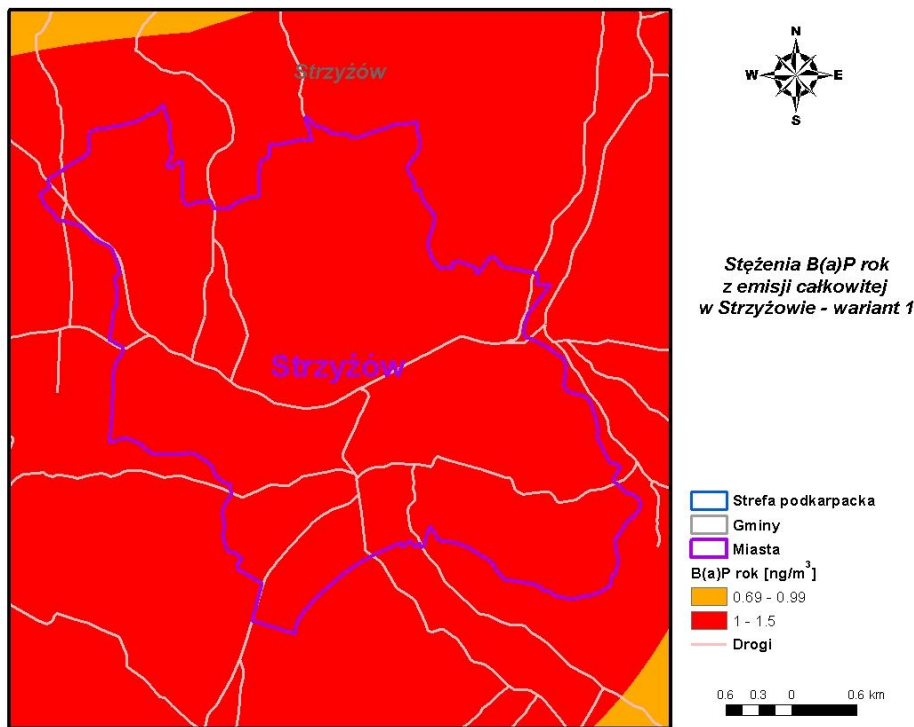 Strzyżów
Strzyżów
N
W E
S
Stężenia B(a)P rok
z emisji całkowitej
w Strzyżowie - wariant 1
Strefa podkarpacka
Gminy
Miasta
B(a)P rok [ng/m³]
0.69 - 0.99
1 - 1.5
Drogi
0.6 0.3 0 0.6 km